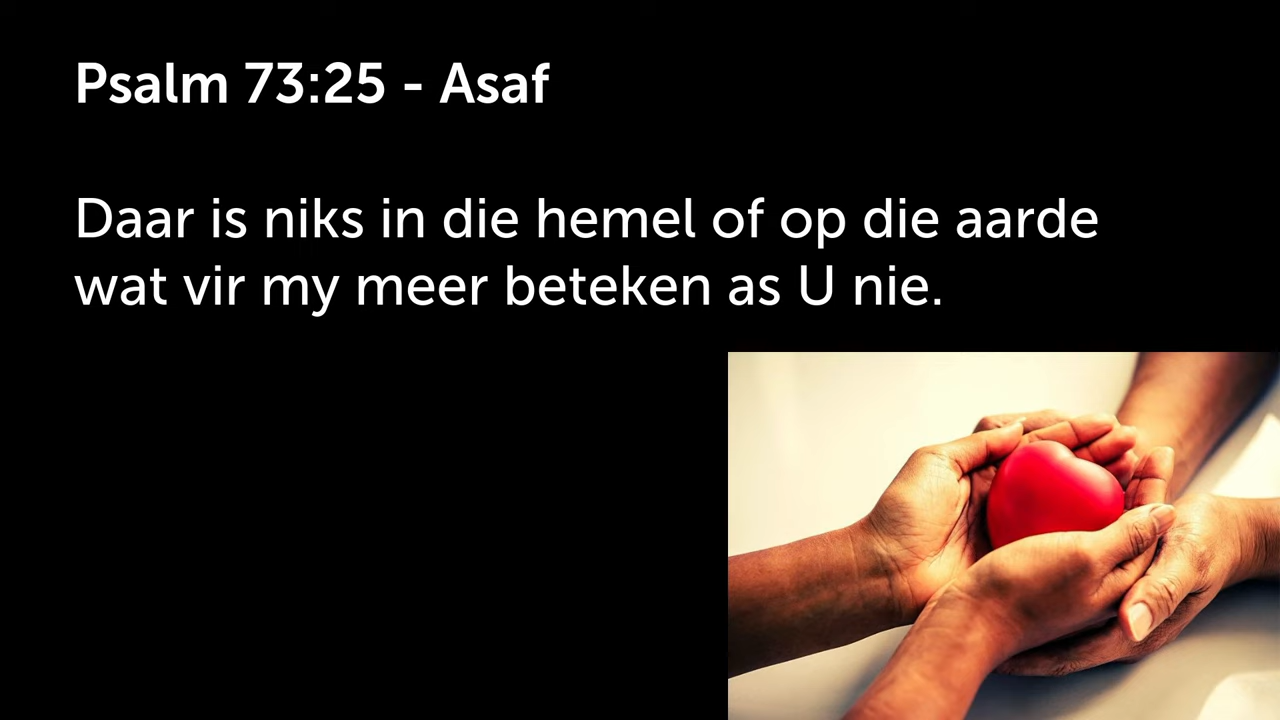 Psalm 73:25 - Asaf
Daar is niks in die hemel of op die aarde
wat vir my meer beteken as U nie.